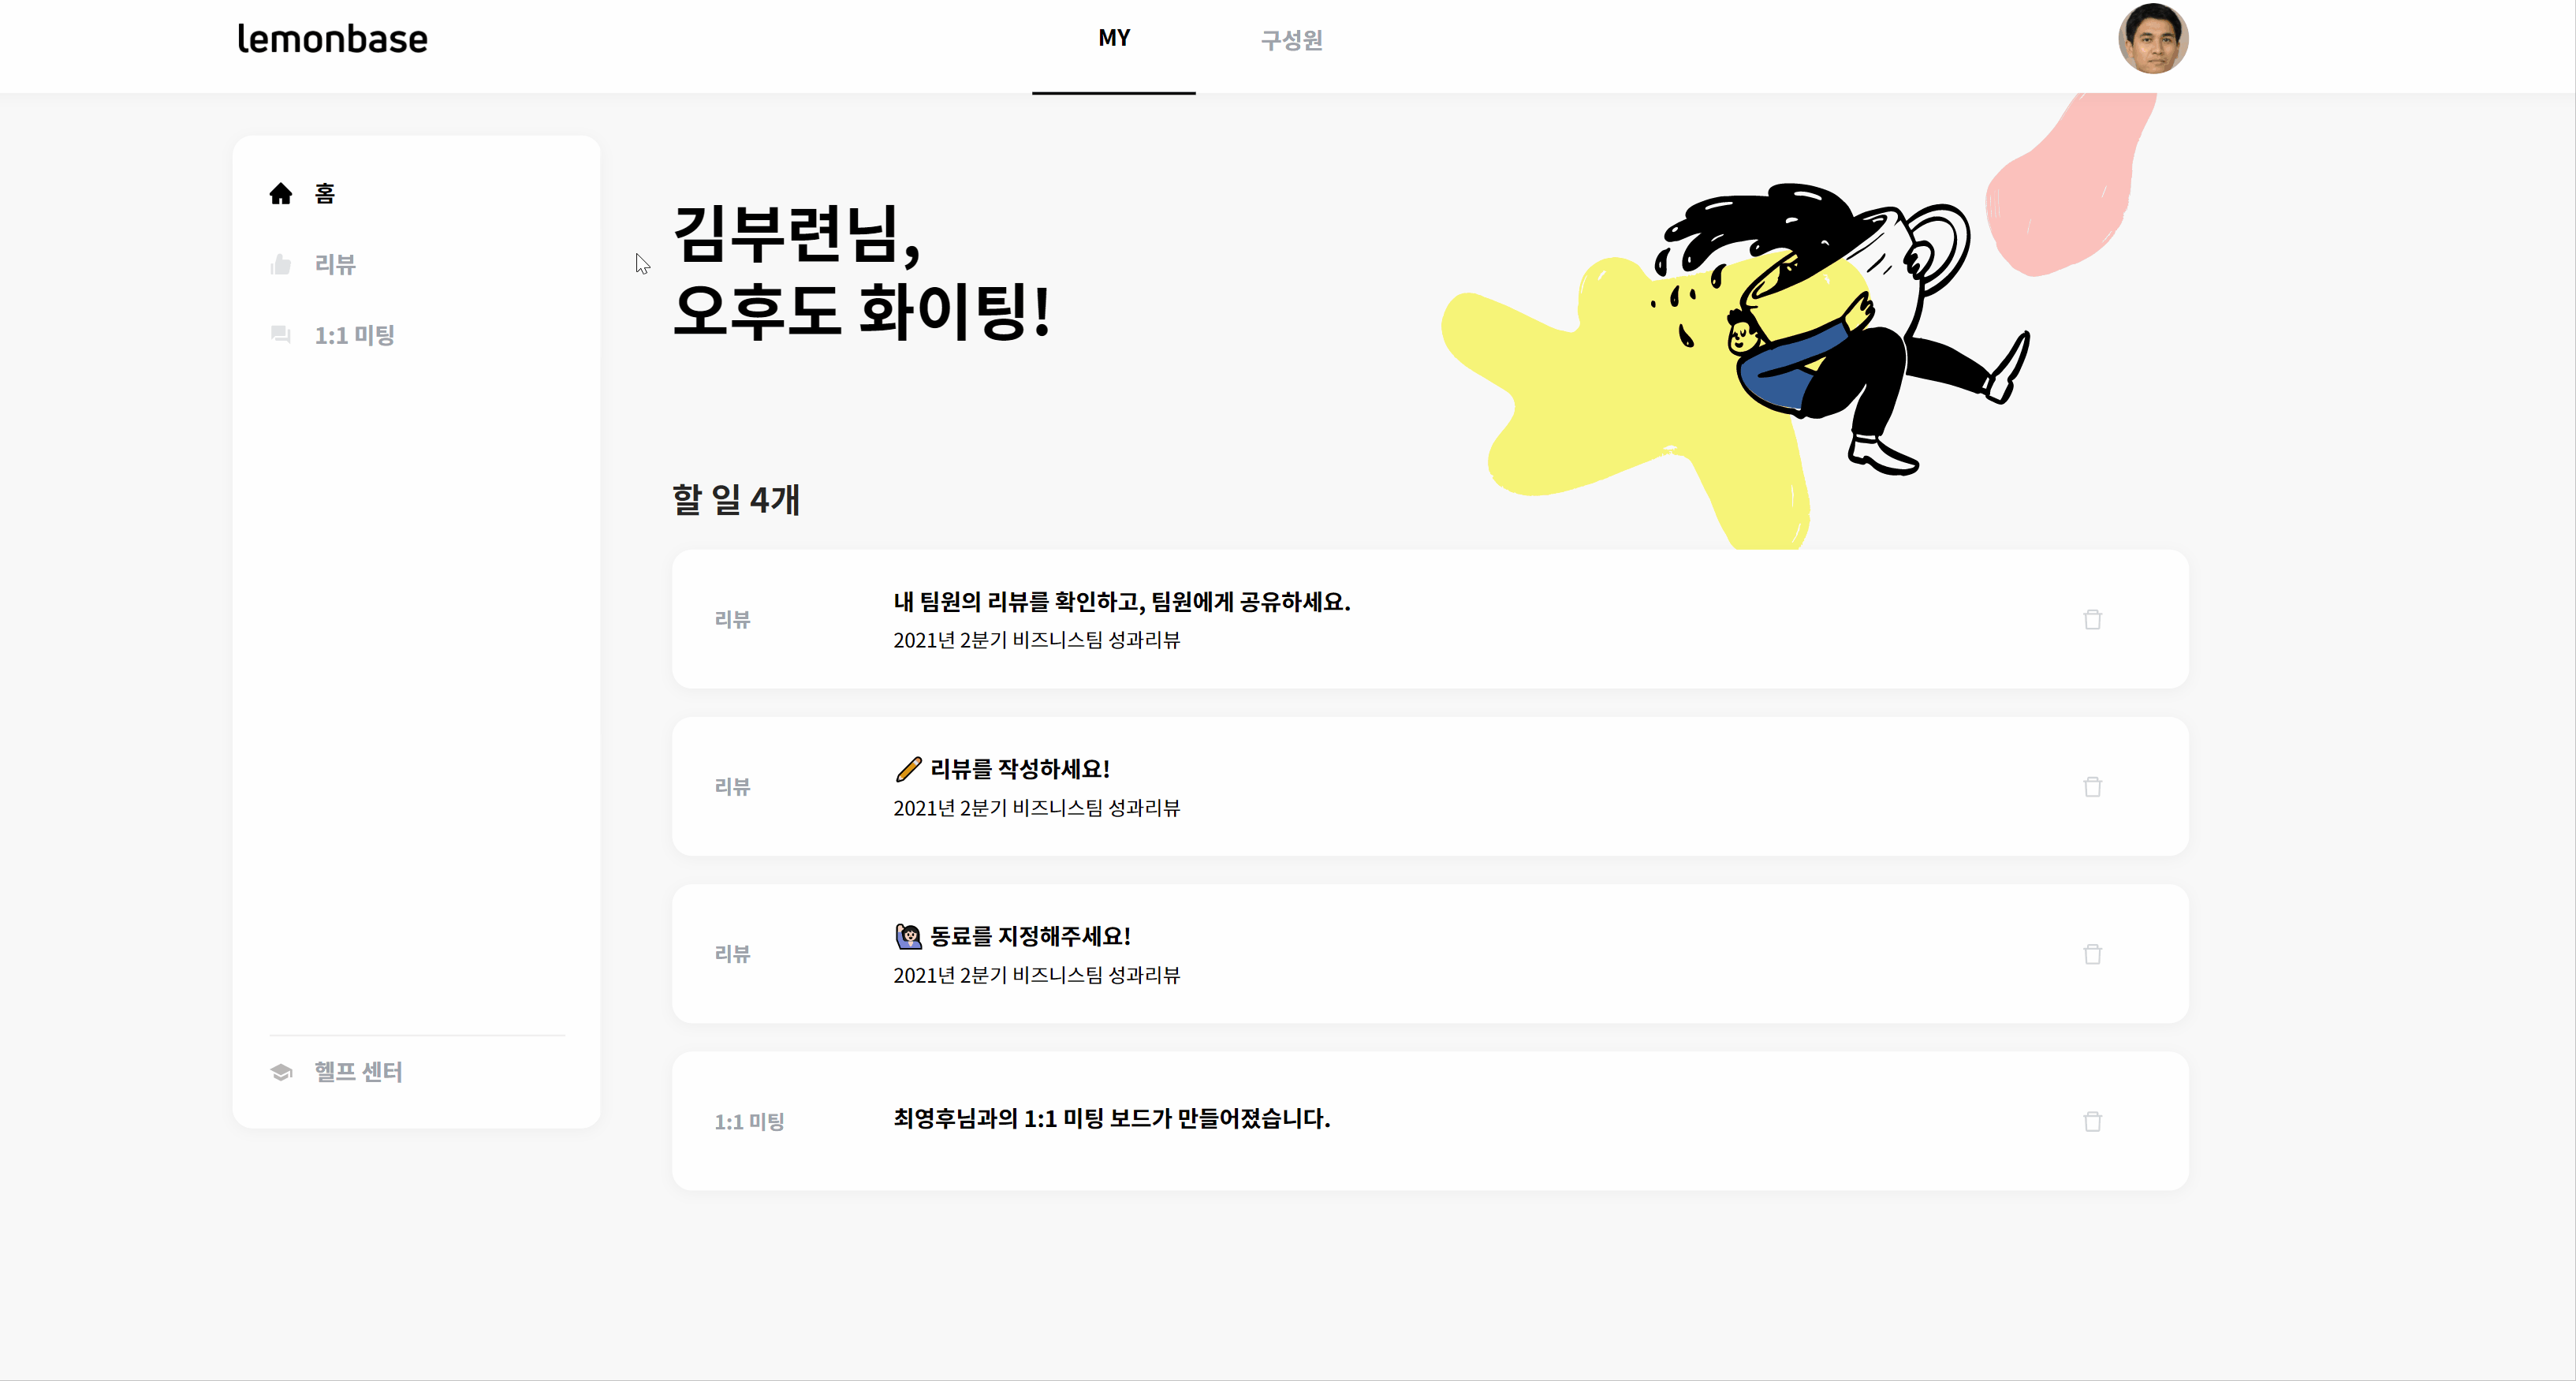 lemonbase
MY
구성원
홈
리뷰
1:1 미팅
헬프 센터
김부련님,
오후도 화이팅!
할 일 4개
리뷰
내 팀원의 리뷰를 확인하고, 팀원에게 공유하세요.
2021년 2분기 비즈니스팀 성과리뷰
리뷰
✏️ 리뷰를 작성하세요!
2021년 2분기 비즈니스팀 성과리뷰
리뷰
🙋🏻‍♀️ 동료를 지정해주세요!
2021년 2분기 비즈니스팀 성과리뷰
1:1 미팅
최영후님과의 1:1 미팅 보드가 만들어졌습니다.